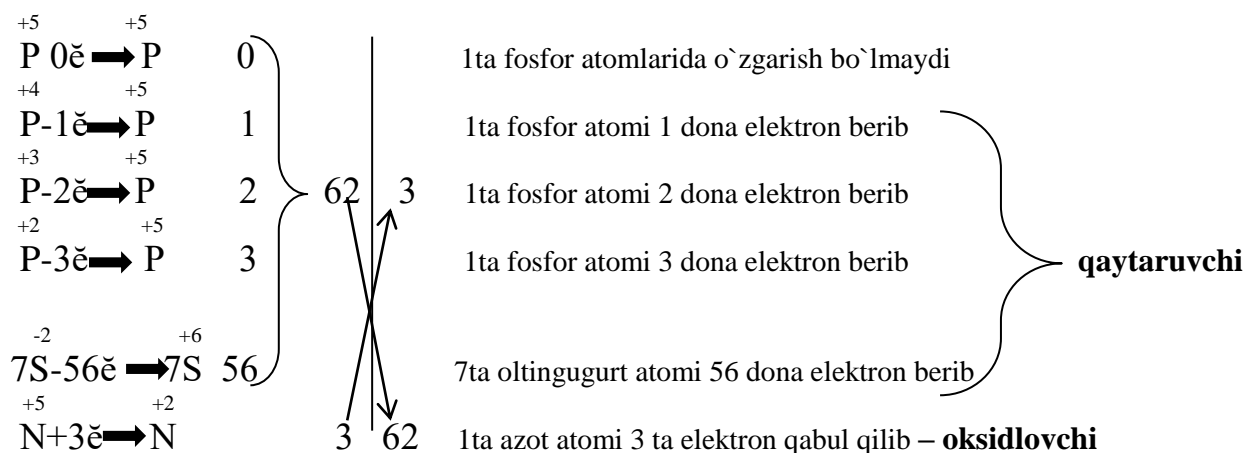 +5 +5
P 0ĕ P 0 1ta fosfor atomlarida o`zgarish bo`lmaydi
+4 +5
P-1ĕ P 1 1ta fosfor atomi 1 dona elektron berib
+3 +5
P-2ĕ P 2 62 3 1ta fosfor atomi 2 dona elektron berib
+2 +5
P-3ĕ P 3 1ta fosfor atomi 3 dona elektron berib qaytaruvchi
-2 +6
7S-56ĕ 7S 56 7ta oltingugurt atomi 56 dona elektron berib
+5 +2
N+3ĕ N 3 62 1ta azot atomi 3 ta elektron qabul qilib – oksidlovchi